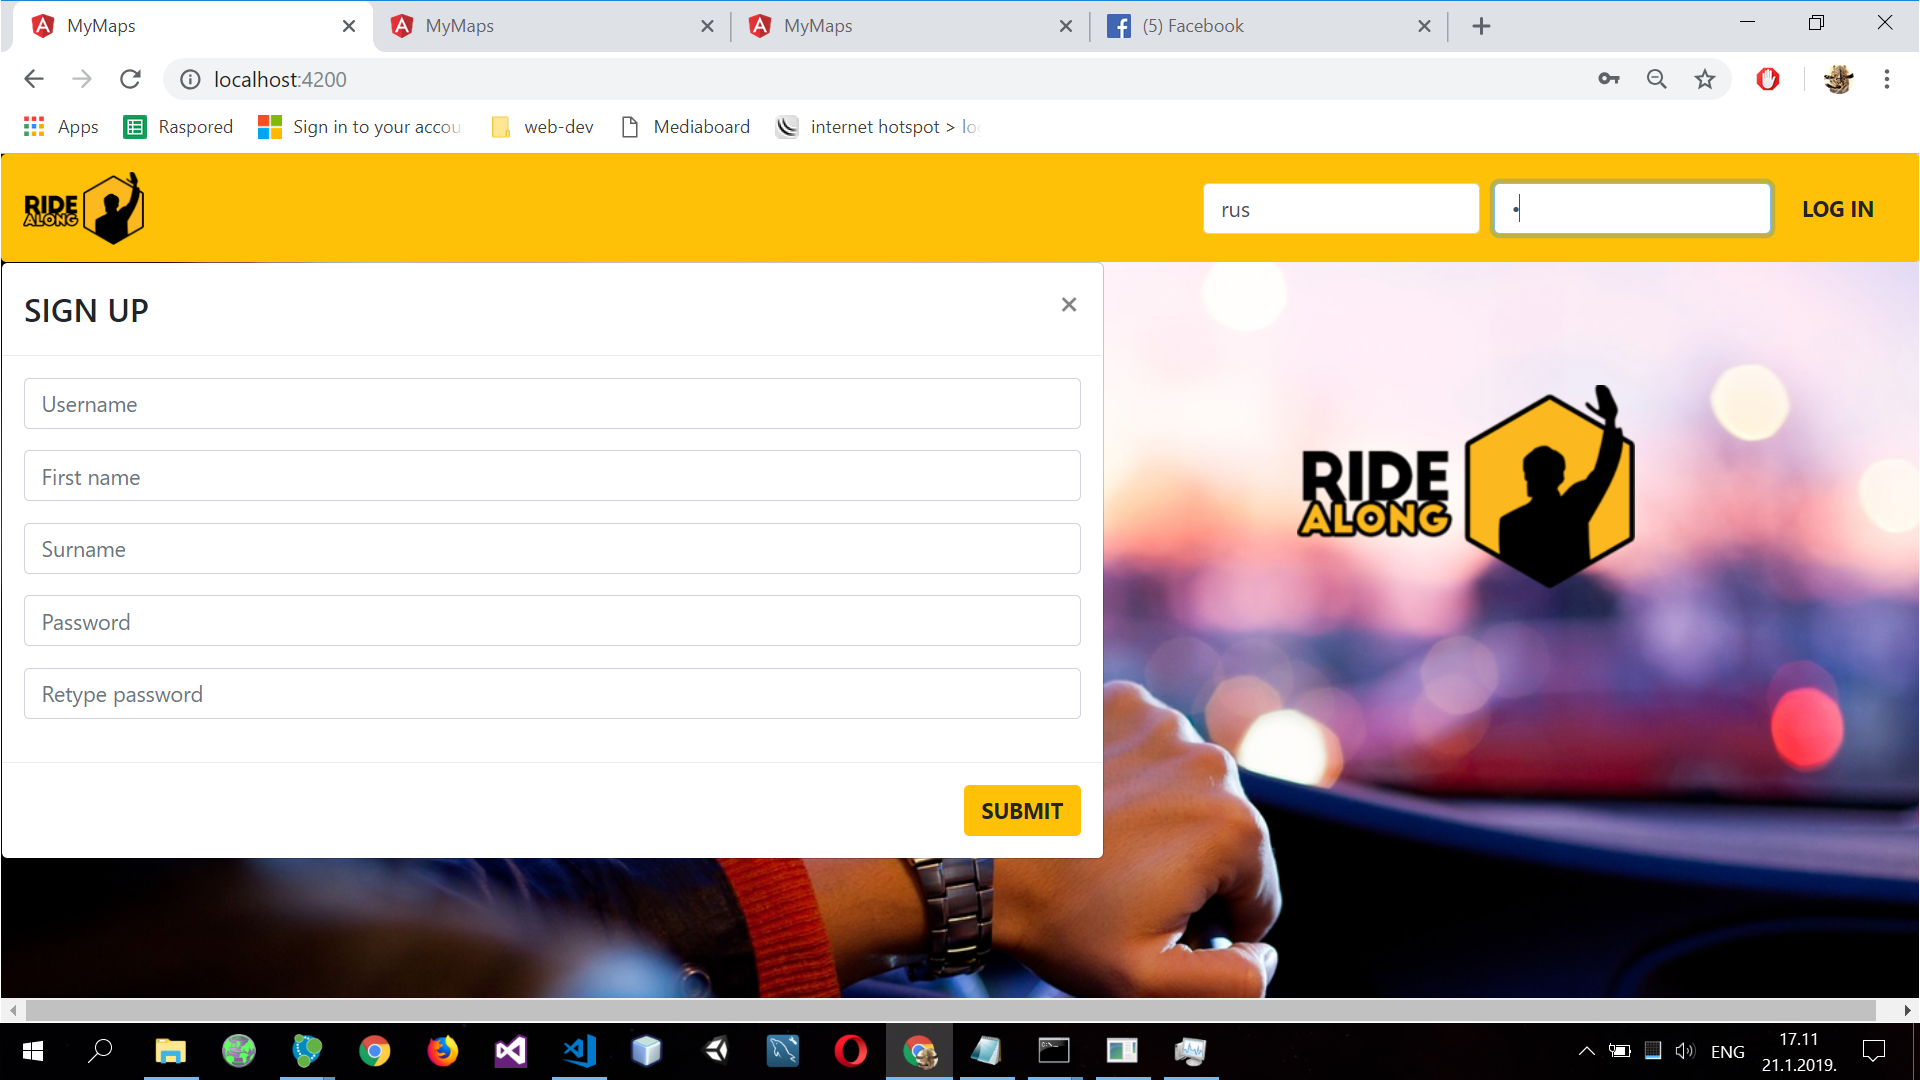 MyMaps
MyMaps
MyMaps
(5) Facebook
localhost:4200
Apps
Raspored
Sign in to your accou
web-dev
Mediaboard
internet hotspot > lo
RIDE
ALONG
rus
LOG IN
SIGN UP
×
Username
First name
Surname
Password
Retype password
SUBMIT
RIDE
ALONG
ENG
17.11
21.1.2019.